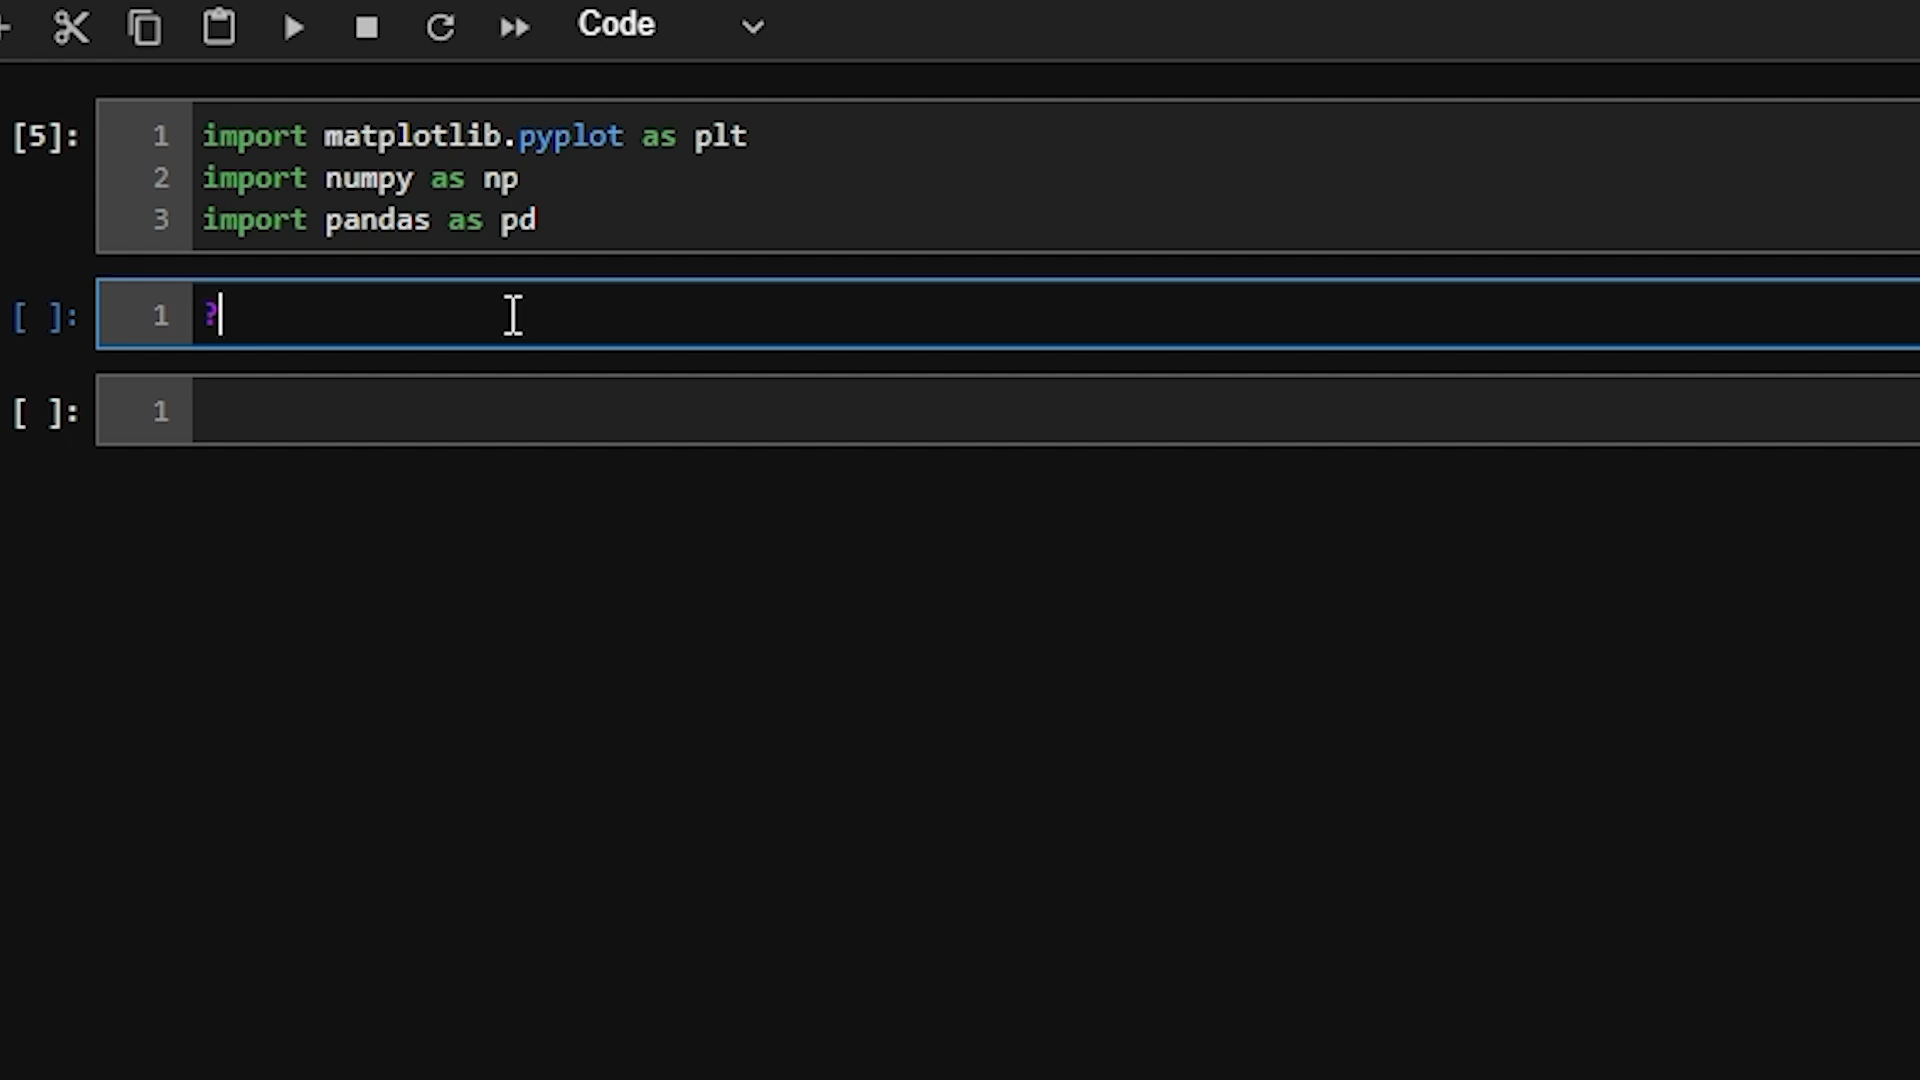 Code
[5]:
1 import matplotlib.pyplot as plt
2 import numpy as np
3 import pandas as pd
[ ]:
1 ?
[ ]:
1